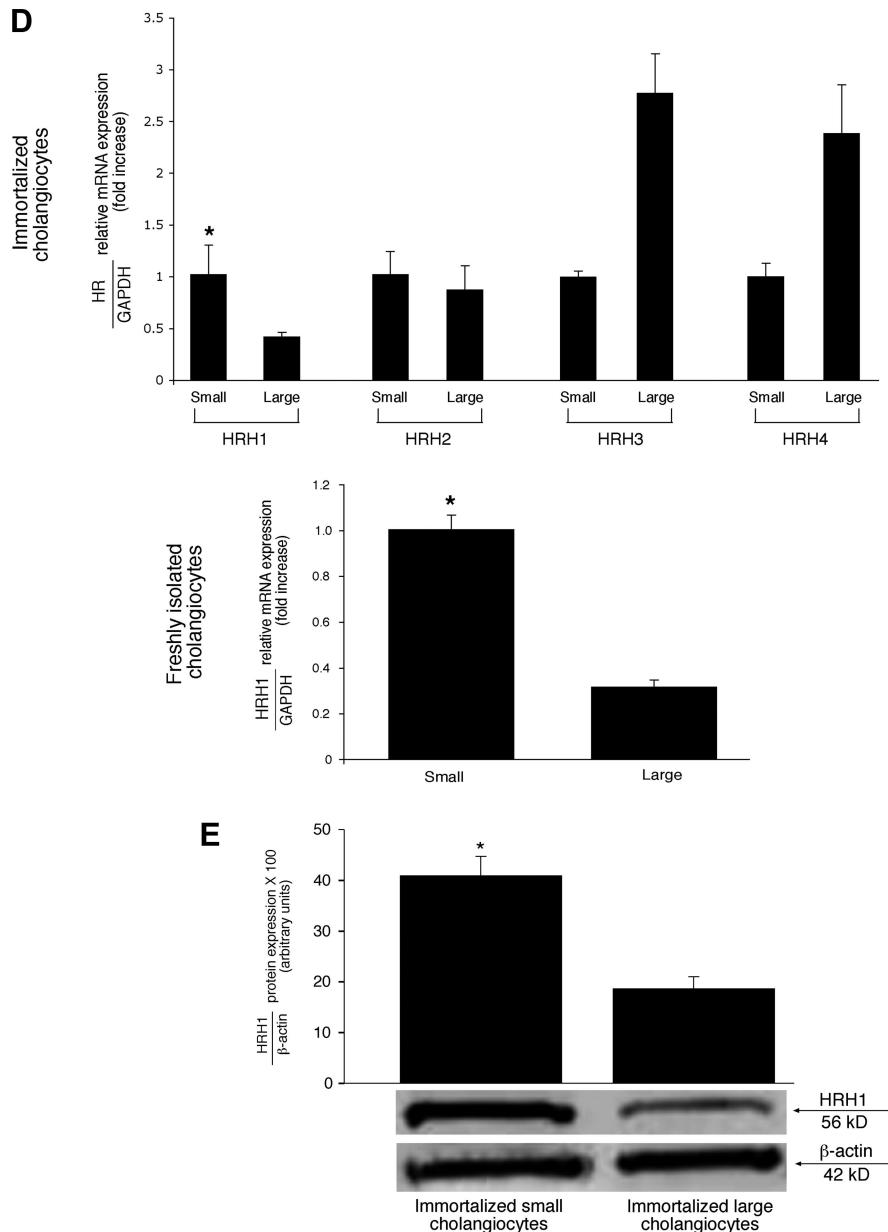 D
Immortalized
cholangiocytes
HR
GAPDH
relative mRNA expression
(fold increase)
3.5
3
2.5
2
1.5
1
0.5
0
*
Small Large Small Large Small Large Small Large
HRH1 HRH2 HRH3 HRH4
Freshly isolated
cholangiocytes
HRH1
GAPDH
relative mRNA expression
(fold increase)
1.2
1.0
0.8
0.6
0.4
0.2
0
*
Small Large
E
HRH1
β-actin
protein expression X 100
(arbitrary units)
50
40
30
20
10
0
*
HRH1
56 kD
β-actin
42 kD
Immortalized small
cholangiocytes
Immortalized large
cholangiocytes